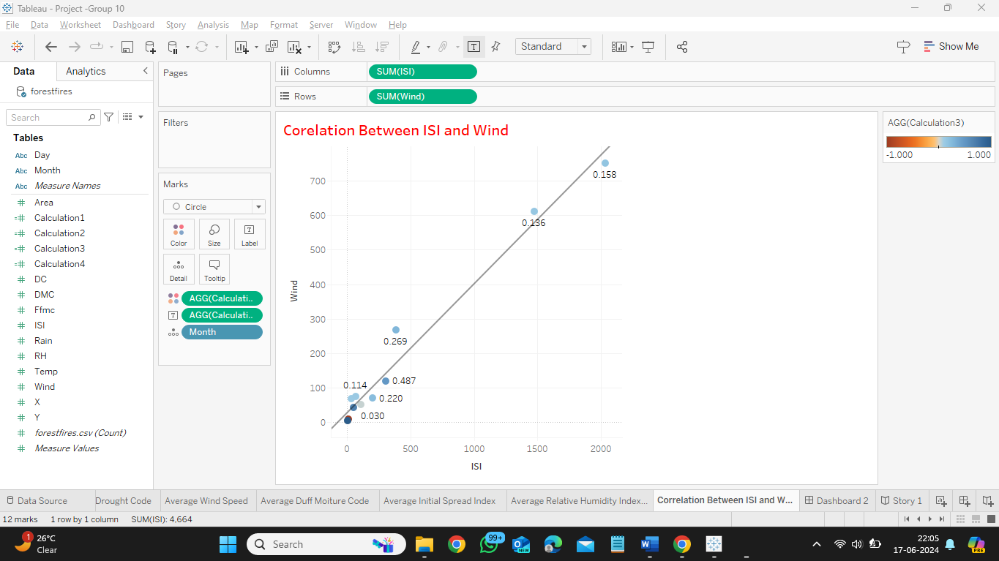 Tableau - Project -Group 10
File Data Worksheet Dashboard Story Analysis Map Format Server Window Help
Standard
Show Me
Data Analytics
forestfires
Search
Tables
Abc Day
Abc Month
Abc Measure Names
Area
Calculation1
Calculation2
Calculation3
Calculation4
DC
DMC
Ffmc
ISI
Rain
RH
Temp
Wind
X
Y
forestfires.csv (Count)
Measure Values
Pages
Filters
Marks
Circle
Color Size Label
Detail Tooltip
AGG(Calculati..
AGG(Calculati..
Month
Columns SUM(ISI)
Rows SUM(Wind)
Corelation Between ISI and Wind
Wind
700
600
500
400
300
200
100
0
0.158
0.136
0.269
0.114
0.487
0.220
0.030
0 500 1000 1500 2000
ISI
AGG(Calculation3)
-1.000 1.000
Data Source Drought Code Average Wind Speed Average Duff Moiture Code Average Initial Spread Index Average Relative Humidity Index... Correlation Between ISI and W... Dashboard 2 Story 1
12 marks 1 row by 1 column SUM(ISI): 4,664
1
26°C
Clear
Search
99+
NEW
22:05
17-06-2024
PRE